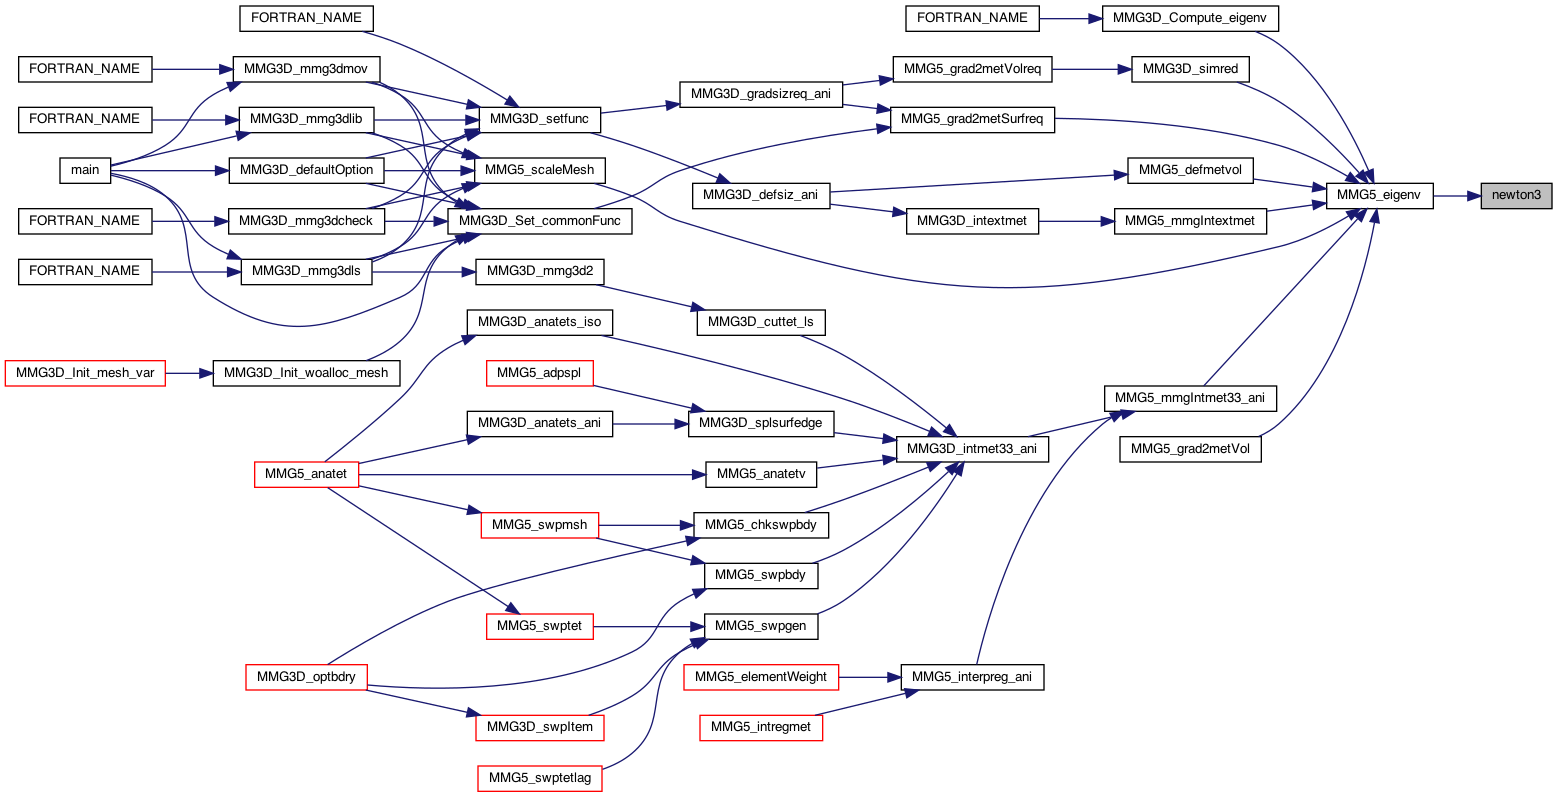 FORTRAN_NAME
FORTRAN_NAME
MMG3D_Compute_eigenv
FORTRAN_NAME
MMG3D_mmg3dmov
MMG5_grad2metVolreq
MMG3D_simred
MMG3D_gradsizreq_ani
FORTRAN_NAME
MMG3D_mmg3dlib
MMG3D_setfunc
MMG5_grad2metSurfreq
main
MMG3D_defaultOption
MMG5_scaleMesh
MMG5_defmetvol
MMG3D_defsiz_ani
MMG5_eigenv
newton3
FORTRAN_NAME
MMG3D_mmg3dcheck
MMG3D_Set_commonFunc
MMG3D_intextmet
MMG5_mmgIntextmet
FORTRAN_NAME
MMG3D_mmg3dls
MMG3D_mmg3d2
MMG3D_anatets_iso
MMG3D_cuttet_ls
MMG3D_Init_mesh_var
MMG3D_Init_woalloc_mesh
MMG5_adpspl
MMG5_mmgIntmet33_ani
MMG3D_anatets_ani
MMG3D_splsurfedge
MMG3D_intmet33_ani
MMG5_grad2metVol
MMG5_anatet
MMG5_anatetv
MMG5_swpmsh
MMG5_chkswpbdy
MMG5_swpbdy
MMG5_swptet
MMG5_swpgen
MMG3D_optbdry
MMG5_elementWeight
MMG5_interpreg_ani
MMG3D_swpItem
MMG5_intregmet
MMG5_swptetlag